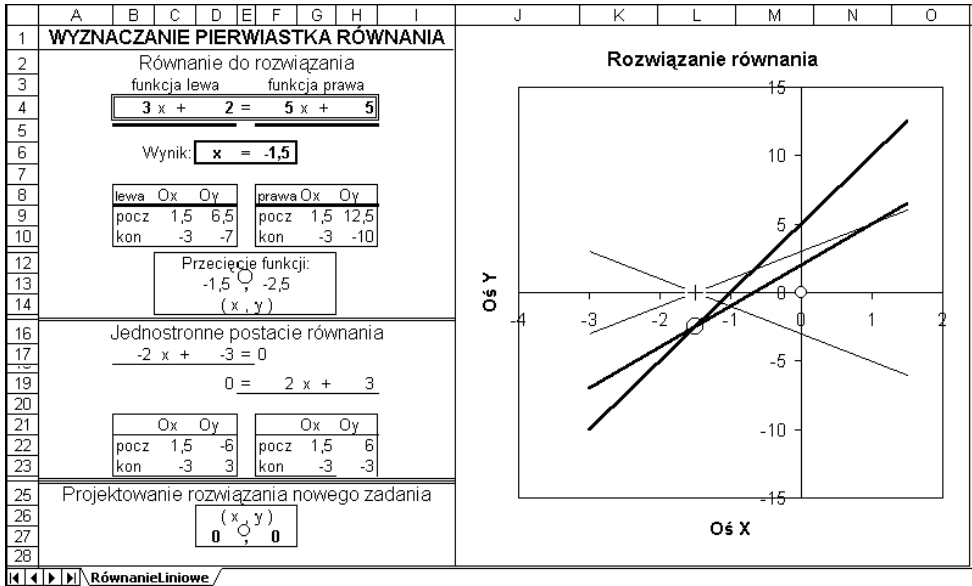 A B C D E F G H I J K L M N O
1 WYZNACZANIE PIERWIASTKA RÓWNANIA
2 Równanie do rozwiązania
3 funkcja lewa funkcja prawa
4 3 x + 2 = 5 x + 5
5
6 Wynik: x = -1,5
7
8 lewa Ox Oy prawa Ox Oy
9 pocz 1,5 6,5 pocz 1,5 12,5
10 kon -3 -7 kon -3 -10
12 Przecięcie funkcji:
13 -1,5 ; -2,5
14 ( x , y )
16 Jednostronne postacie równania
17 -2 x + -3 = 0
19 0 = 2 x + 3
20
21 Ox Oy Ox Oy
22 pocz 1,5 -6 pocz 1,5 6
23 kon -3 3 kon -3 -3
25 Projektowanie rozwiązania nowego zadania
26 ( x , y )
27 0 ; 0
28
RównanieLiniowe
Rozwiązanie równania
15
10
5
0
-5
-10
-15
-4 -3 -2 -1 0 1 2
Oś Y
Oś X